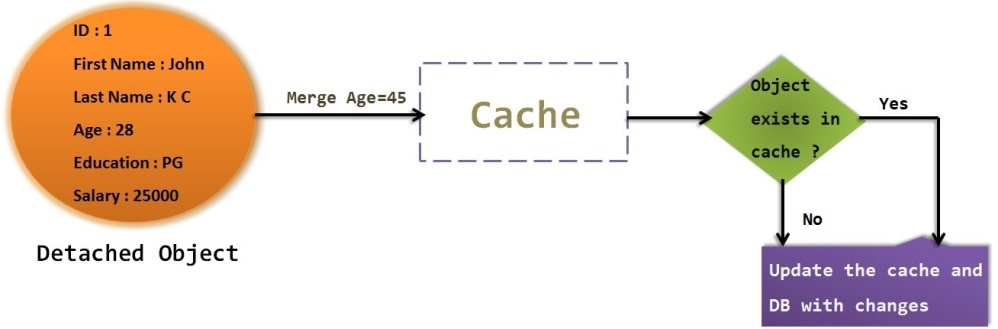 ID : 1
First Name : John
Last Name : K C
Age : 28
Education : PG
Salary : 25000
Detached Object
Merge Age=45
Cache
Object
exists in
cache ?
Yes
No
Update the cache and
DB with changes